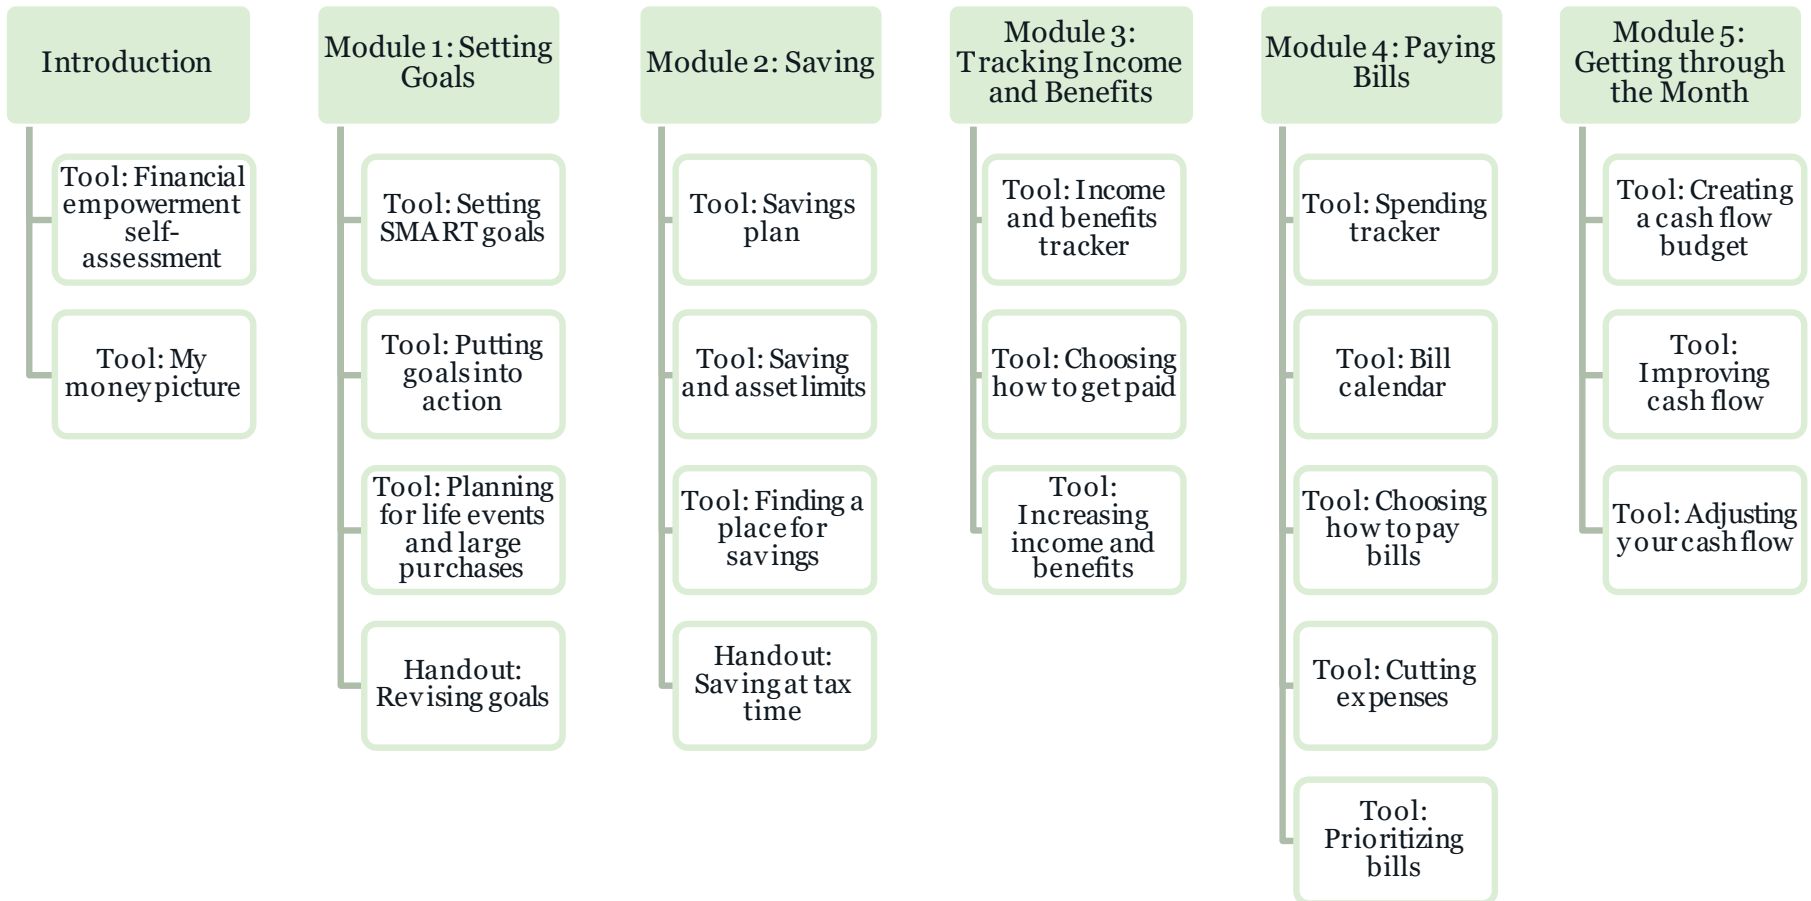 Introduction
Tool: Financial
empowerment
self-
assessment
Tool: My
money picture
Module 1: Setting
Goals
Tool: Setting
SMART goals
Tool: Putting
goals into
action
Tool: Planning
for life events
and large
purchases
Handout:
Revising goals
Module 2: Saving
Tool: Savings
plan
Tool: Saving
and asset limits
Tool: Finding a
place for
savings
Handout:
Saving at tax
time
Module 3:
Tracking Income
and Benefits
Tool: Income
and benefits
tracker
Tool: Choosing
how to get paid
Tool:
Increasing
income and
benefits
Module 4: Paying
Bills
Tool: Spending
tracker
Tool: Bill
calendar
Tool: Choosing
how to pay
bills
Tool: Cutting
expenses
Tool:
Prioritizing
bills
Module 5:
Getting through
the Month
Tool: Creating
a cash flow
budget
Tool:
Improving
cash flow
Tool: Adjusting
your cash flow